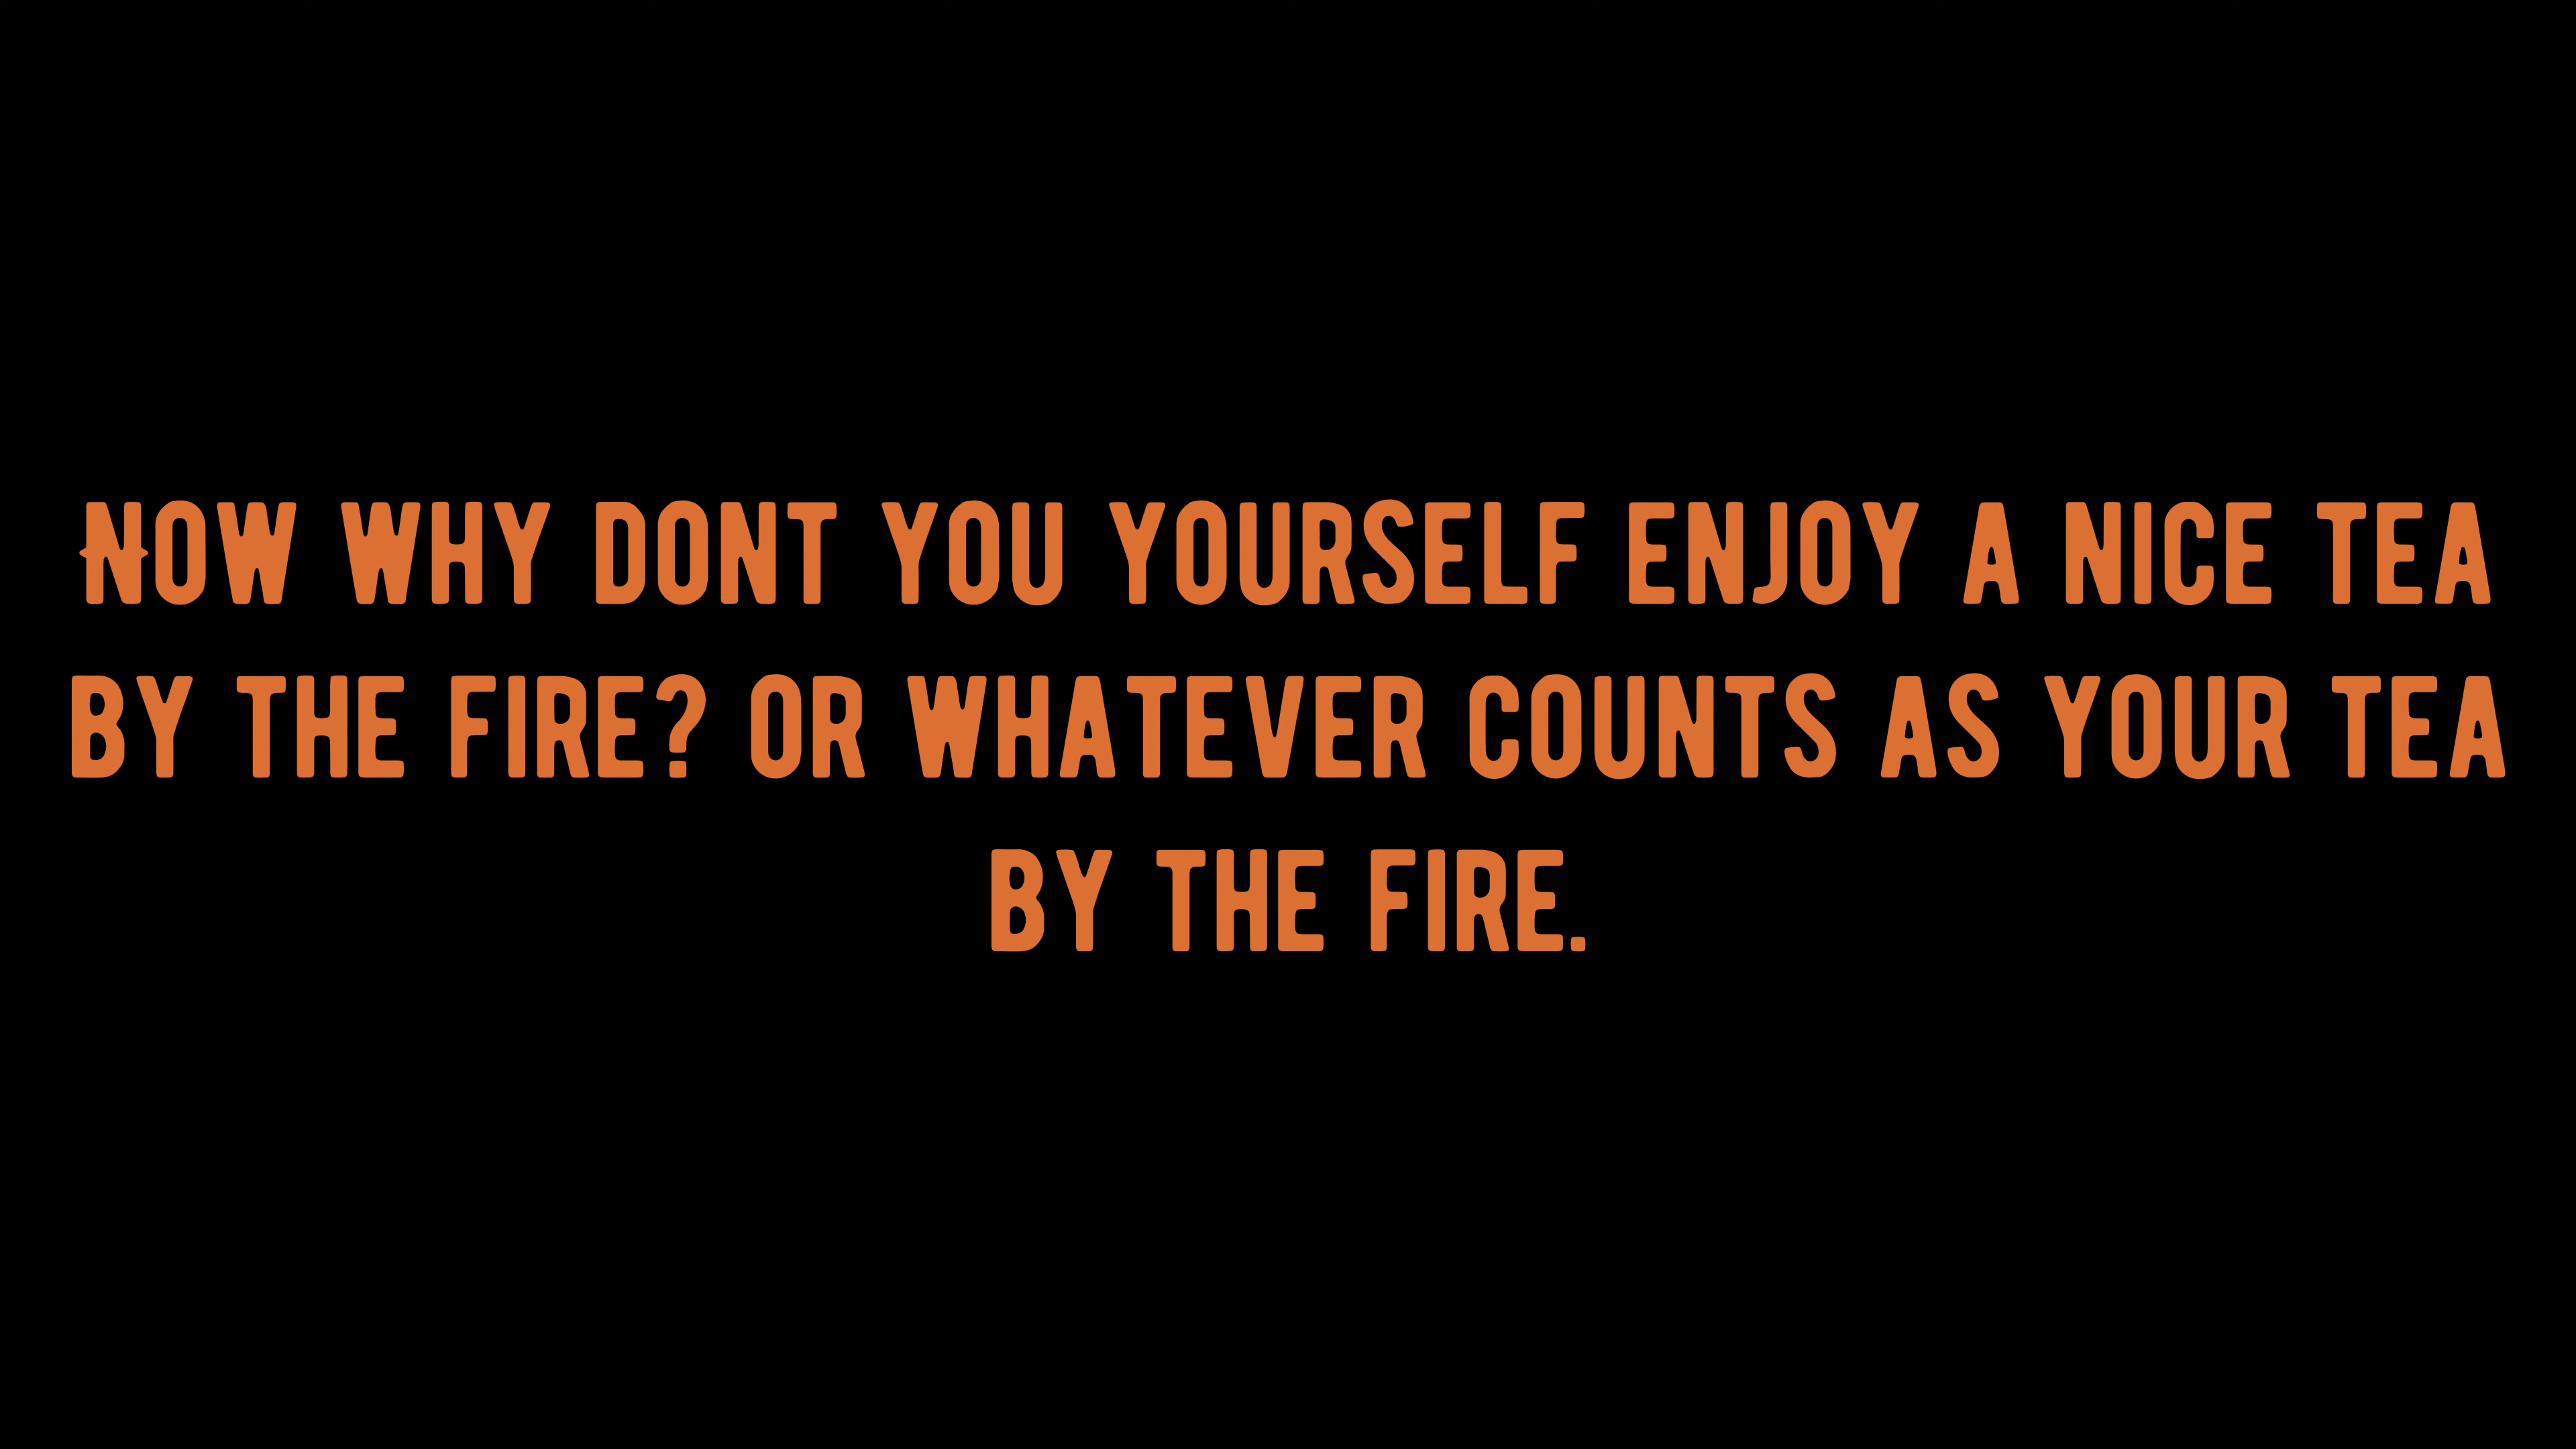 NOW WHY DONT YOU YOURSELF ENJOY A NICE TEA
BY THE FIRE? OR WHATEVER COUNTS AS YOUR TEA
BY THE FIRE.